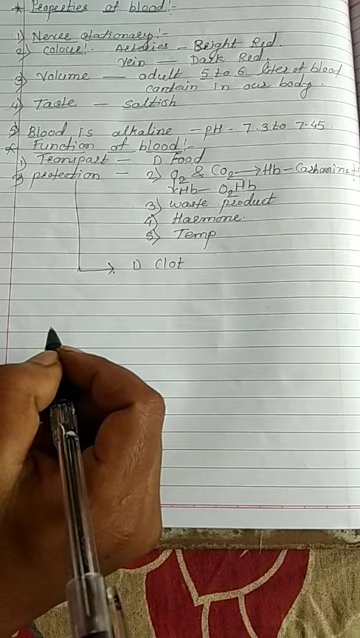 * Properties of blood:-
1) Never stationary:-
2) Colour:- Arteries - Bright Red.
Vein - Dark Red.
3) Volume - adult 5 to 6 liter of blood
contain in our body.
4) Taste - saltish
5) Blood is alkaline - pH - 7.3 to 7.45
* Function of blood:-
1) Transport - 1) Food
2) protection - 2) O2 & CO2 → Hb -
Hb - O2Hb
3) waste product
4) Harmone.
5) Temp
→ 1) Clot